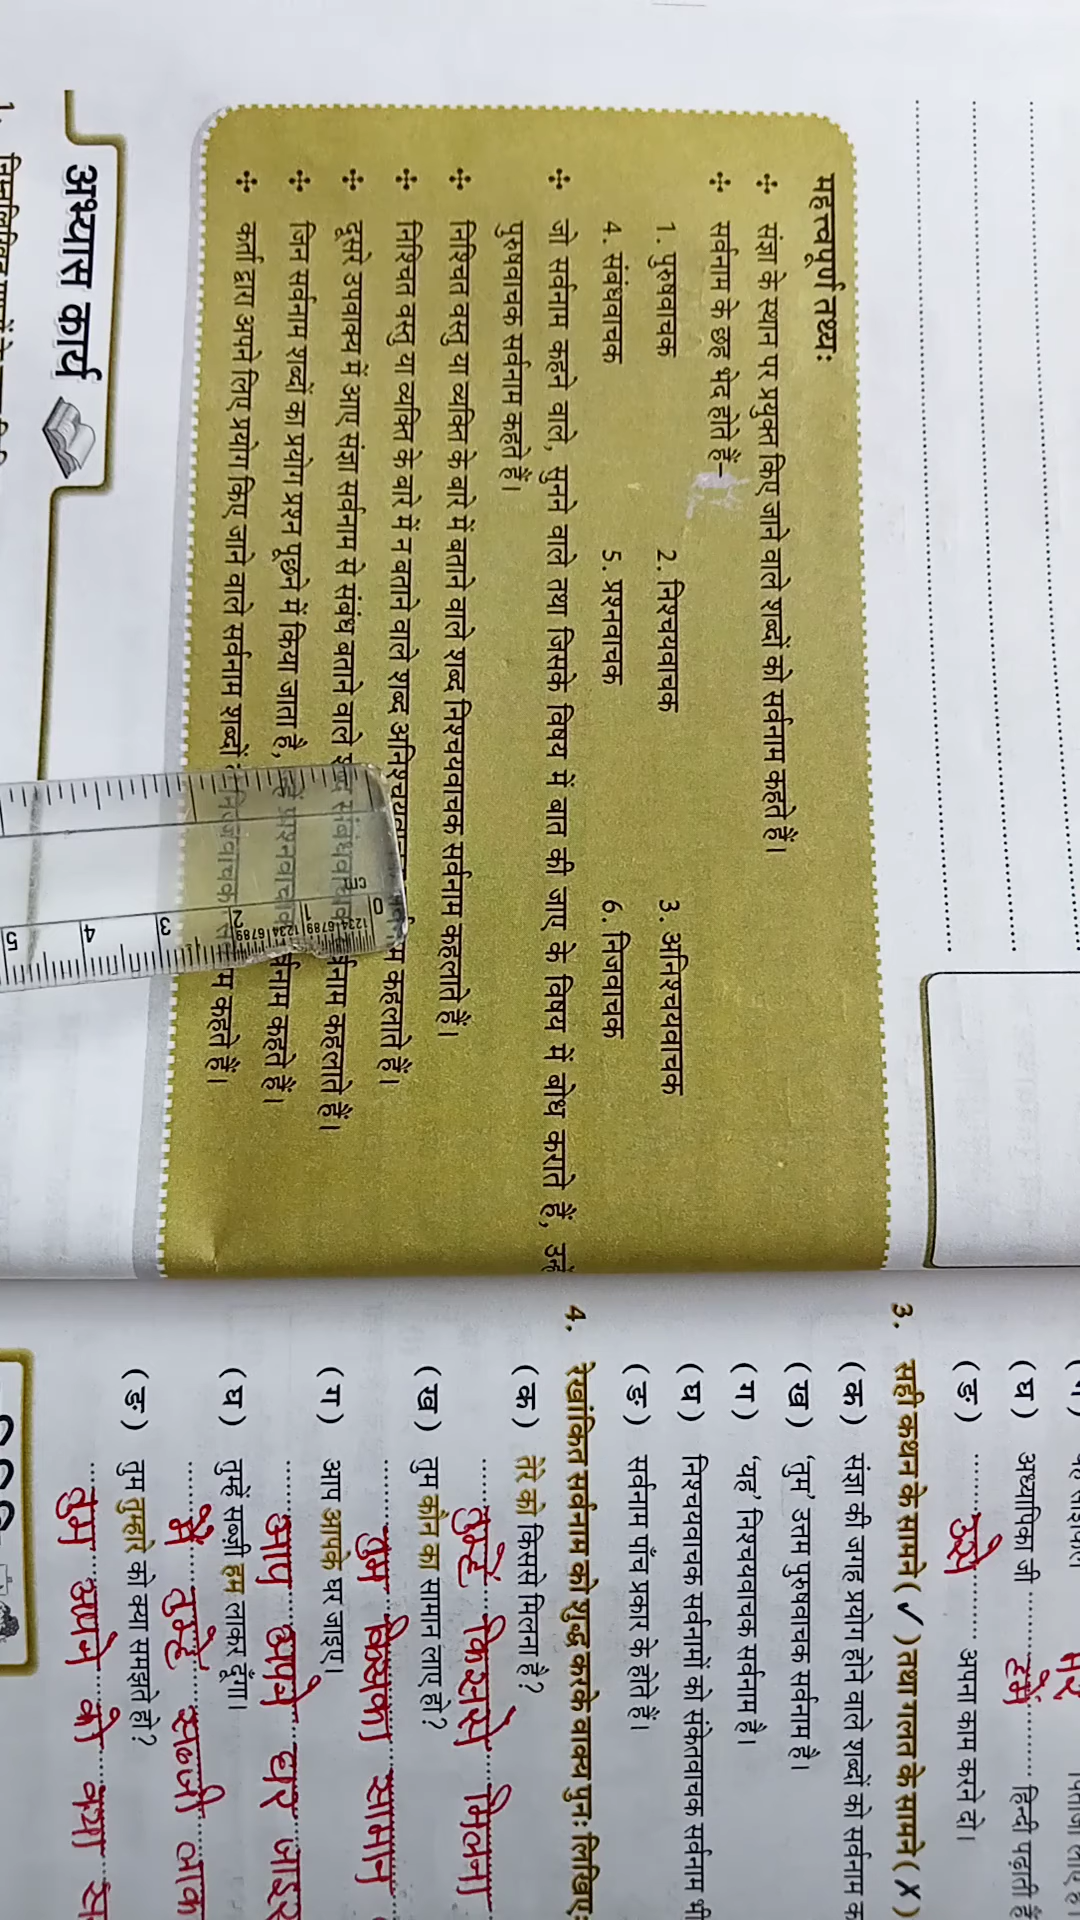 महत्त्वपूर्ण तथ्य:
संज्ञा के स्थान पर प्रयुक्त किए जाने वाले शब्दों को सर्वनाम कहते हैं।
सर्वनाम के छह भेद होते हैं–
1. पुरुषवाचक 2. निश्चयवाचक 3. अनिश्चयवाचक
4. संबंधवाचक 5. प्रश्नवाचक 6. निजवाचक
जो सर्वनाम कहने वाले, सुनने वाले तथा जिसके विषय में बात की जाए के विषय में बोध कराते हैं, उन्हें
पुरुषवाचक सर्वनाम कहते हैं।
निश्चित वस्तु या व्यक्ति के बारे में बताने वाले शब्द निश्चयवाचक सर्वनाम कहलाते हैं।
निश्चित वस्तु या व्यक्ति के बारे में न बताने वाले शब्द कहलाते हैं।
दूसरे उपवाक्य में आए संज्ञा सर्वनाम से संबंध बताने वाले शब्द संबंधवाचक सर्वनाम कहलाते हैं।
जिन सर्वनाम शब्दों का प्रयोग प्रश्न पूछने में किया जाता है, प्रश्नवाचक सर्वनाम कहते हैं।
कर्ता द्वारा अपने लिए प्रयोग किए जाने वाले सर्वनाम शब्दों निजवाचक कहते हैं।
अभ्यास कार्य
0 1 2 3 4 5
cm
(घ) अध्यापिका जी हमें हिन्दी पढ़ाती हैं
(ङ) उसे अपना काम करने दो।
3. सही कथन के सामने (✓) तथा गलत के सामने (✗)
(क) संज्ञा की जगह प्रयोग होने वाले शब्दों को सर्वनाम
(ख) 'तुम' उत्तम पुरुषवाचक सर्वनाम है।
(ग) 'यह' निश्चयवाचक सर्वनाम है।
(घ) निश्चयवाचक सर्वनामों को संकेतवाचक सर्वनाम भी
(ङ) सर्वनाम पाँच प्रकार के होते हैं।
4. रेखांकित सर्वनाम को शुद्ध करके वाक्य पुनः लिखिए:
(क) तेरे को किससे मिलना है?
तुम्हें किससे मिलना
(ख) तुम कौन का सामान लाए हो?
तुम किसका सामान
(ग) आप आपके घर जाइए।
आप अपने घर जाइए
(घ) तुम्हें सब्ज़ी हम लाकर दूँगा।
मैं तुम्हें सब्जी
(ङ) तुम तुम्हारे को क्या समझते हो?
तुम अपने को क्या